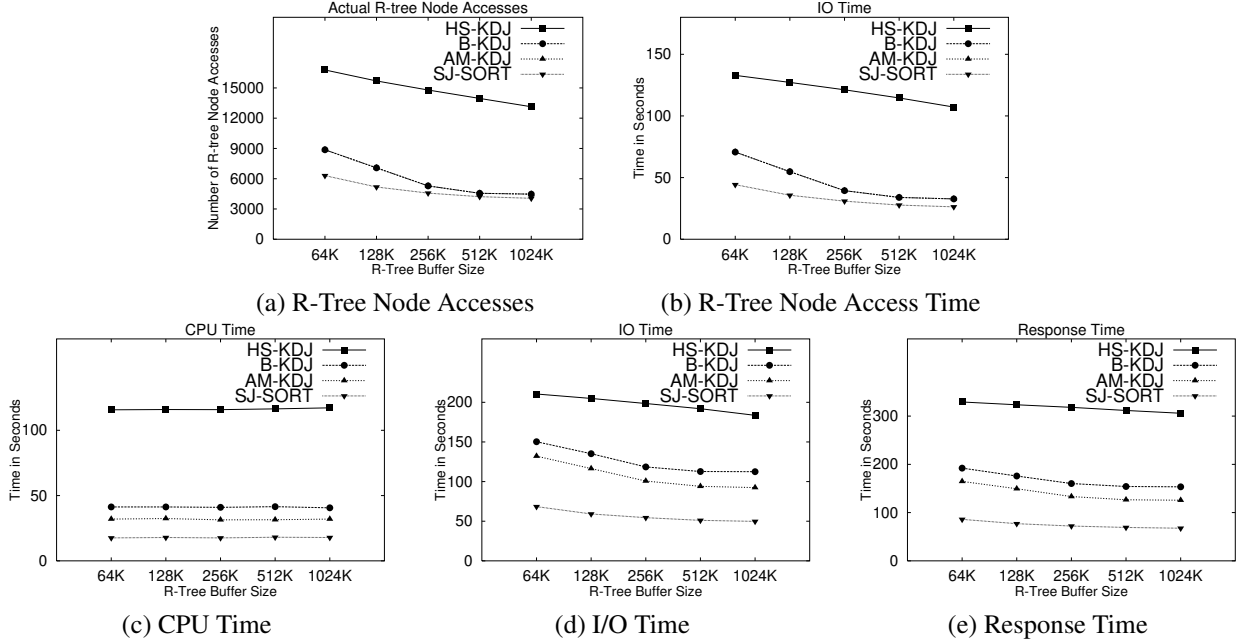 Actual R-tree Node Accesses
Number of R-tree Node Accesses
15000
12000
9000
6000
3000
0
HS-KDJ
B-KDJ
AM-KDJ
SJ-SORT
64K 128K 256K 512K 1024K
R-Tree Buffer Size
(a) R-Tree Node Accesses
IO Time
Time in Seconds
150
100
50
0
HS-KDJ
B-KDJ
AM-KDJ
SJ-SORT
64K 128K 256K 512K 1024K
R-Tree Buffer Size
(b) R-Tree Node Access Time
CPU Time
Time in Seconds
100
50
0
HS-KDJ
B-KDJ
AM-KDJ
SJ-SORT
64K 128K 256K 512K 1024K
R-Tree Buffer Size
(c) CPU Time
IO Time
Time in Seconds
200
150
100
50
0
HS-KDJ
B-KDJ
AM-KDJ
SJ-SORT
64K 128K 256K 512K 1024K
R-Tree Buffer Size
(d) I/O Time
Response Time
Time in Seconds
300
200
100
0
HS-KDJ
B-KDJ
AM-KDJ
SJ-SORT
64K 128K 256K 512K 1024K
R-Tree Buffer Size
(e) Response Time